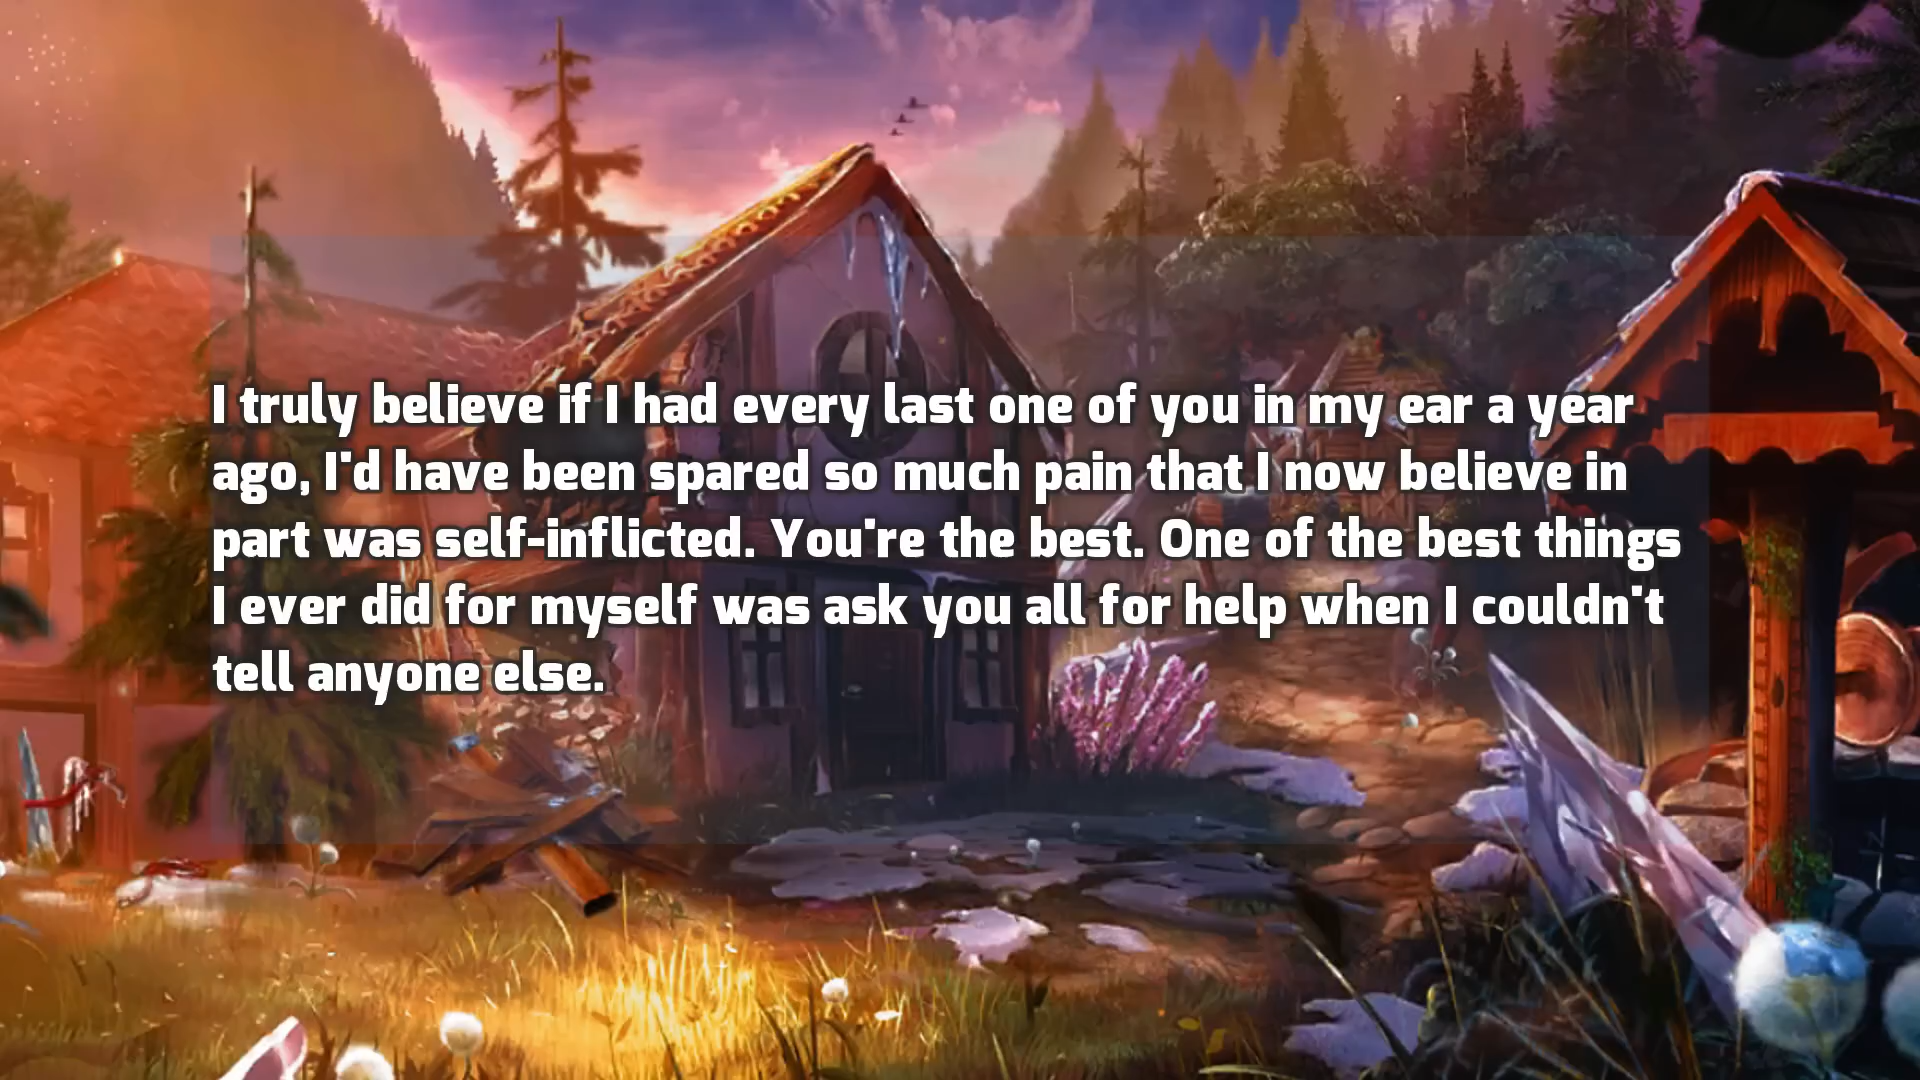 I truly believe if I had every last one of you in my ear a year
ago, I'd have been spared so much pain that I now believe in
part was self-inflicted. You're the best. One of the best things
I ever did for myself was ask you all for help when I couldn't
tell anyone else.